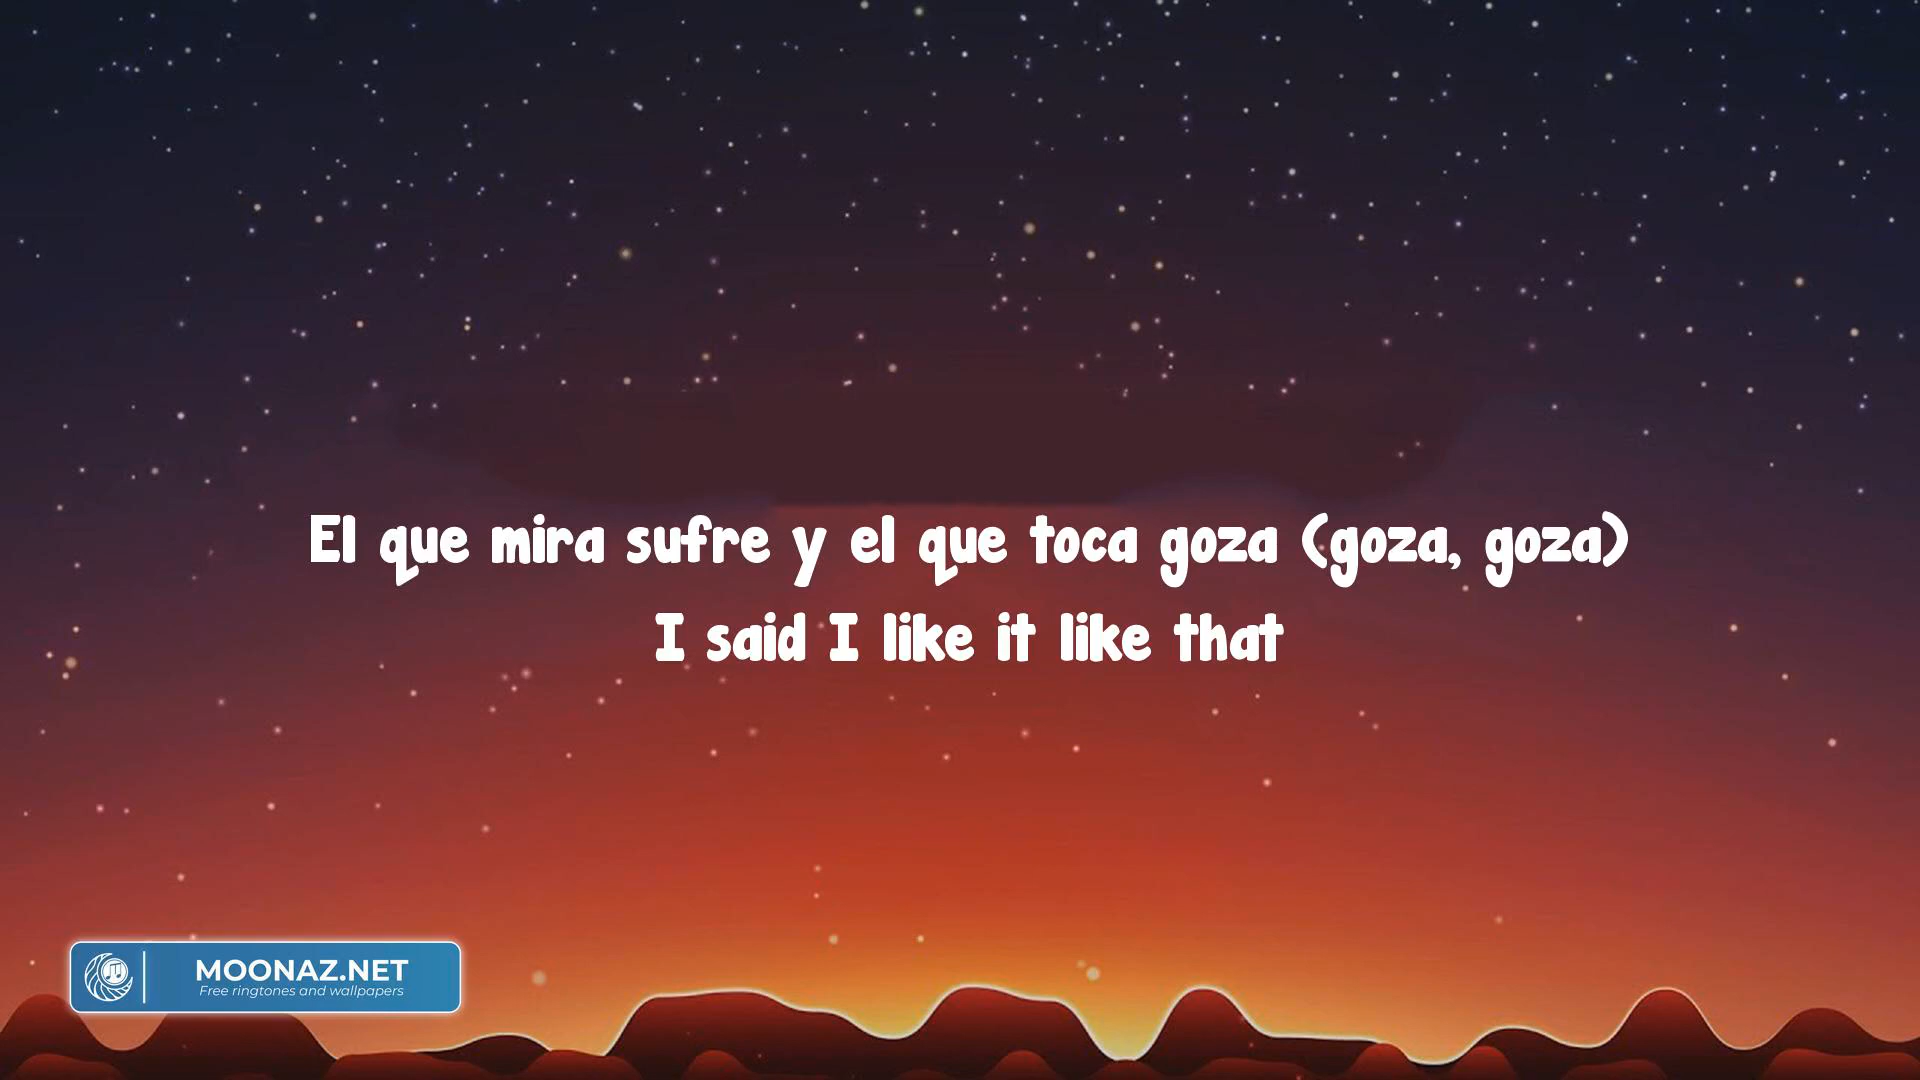 El que mira sufre y el que toca goza (goza, goza)
I said I like it like that
MOONAZ.NET
Free ringtones and wallpapers